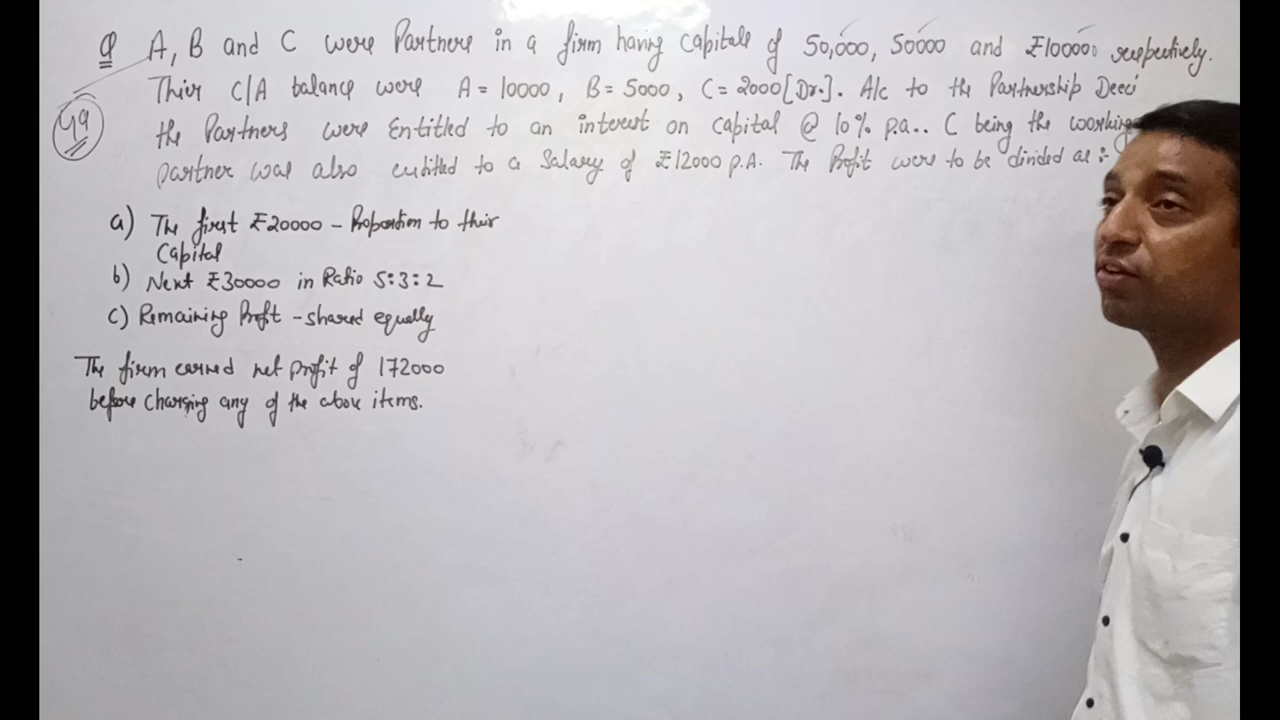 Q A, B and C were Partners in a firm having Capitals of 50,000, 50000 and ₹100000 respectively.
Thier C/A balance were A = 10000, B = 5000, C = 2000 [Dr.]. A/c to the Partnership Deed
49
the Partners were Entitled to an interest on Capital @ 10% p.a.. C being the working
partner was also entitled to a Salary of ₹12000 P.A. The Profit were to be divided as :-
a) The first ₹20000 - Proportion to their
Capital
b) Next ₹30000 in Ratio 5:3:2
c) Remaining Profit - shared equally
The firm earned net profit of 172000
before charging any of the above items.